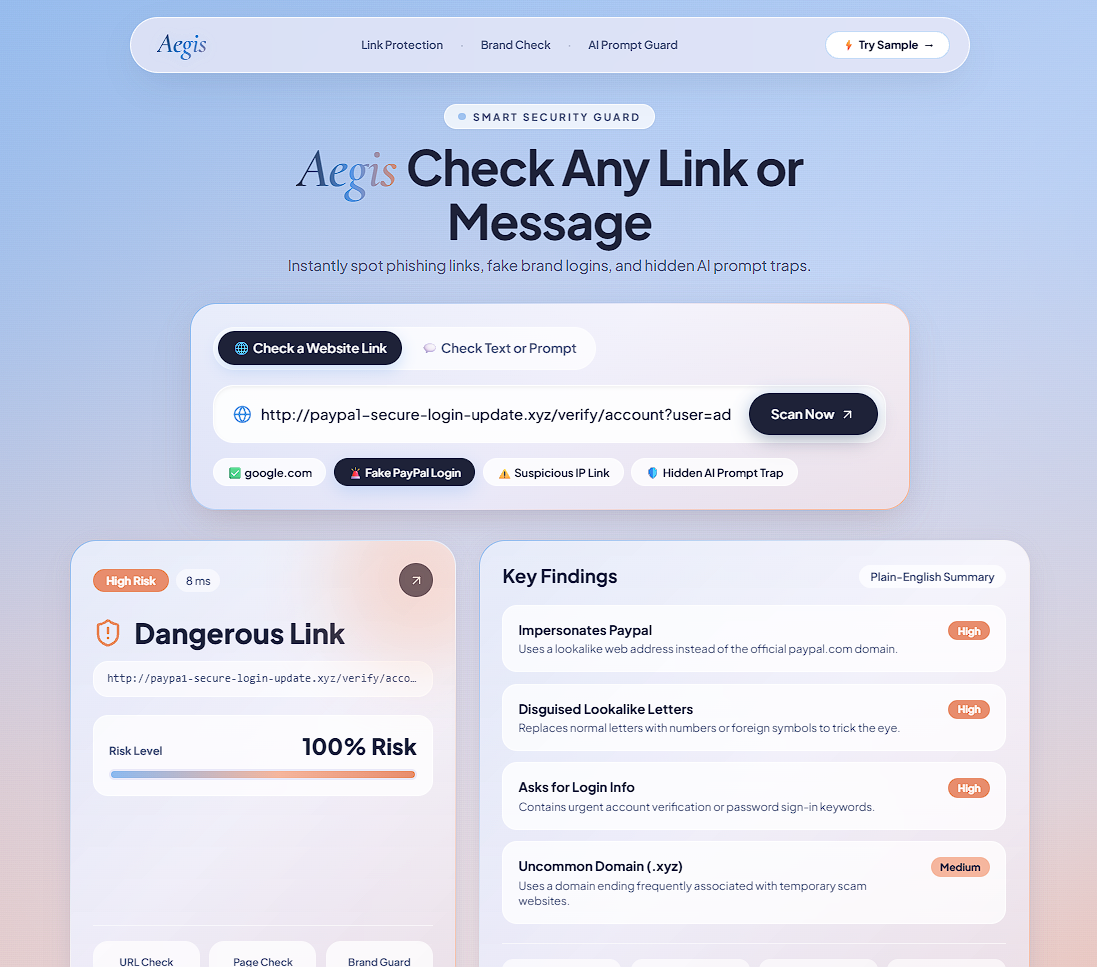 Aegis
Link Protection · Brand Check · AI Prompt Guard
Try Sample →
SMART SECURITY GUARD
Aegis Check Any Link or
Message
Instantly spot phishing links, fake brand logins, and hidden AI prompt traps.
Check a Website Link
Check Text or Prompt
http://paypa1-secure-login-update.xyz/verify/account?user=ad
Scan Now ↗
google.com
Fake PayPal Login
Suspicious IP Link
Hidden AI Prompt Trap
High Risk
8 ms
Dangerous Link
http://paypa1-secure-login-update.xyz/verify/acco…
Risk Level
100% Risk
URL Check
Page Check
Brand Guard
Key Findings
Plain-English Summary
Impersonates Paypal
High
Uses a lookalike web address instead of the official paypal.com domain.
Disguised Lookalike Letters
High
Replaces normal letters with numbers or foreign symbols to trick the eye.
Asks for Login Info
High
Contains urgent account verification or password sign-in keywords.
Uncommon Domain (.xyz)
Medium
Uses a domain ending frequently associated with temporary scam
websites.